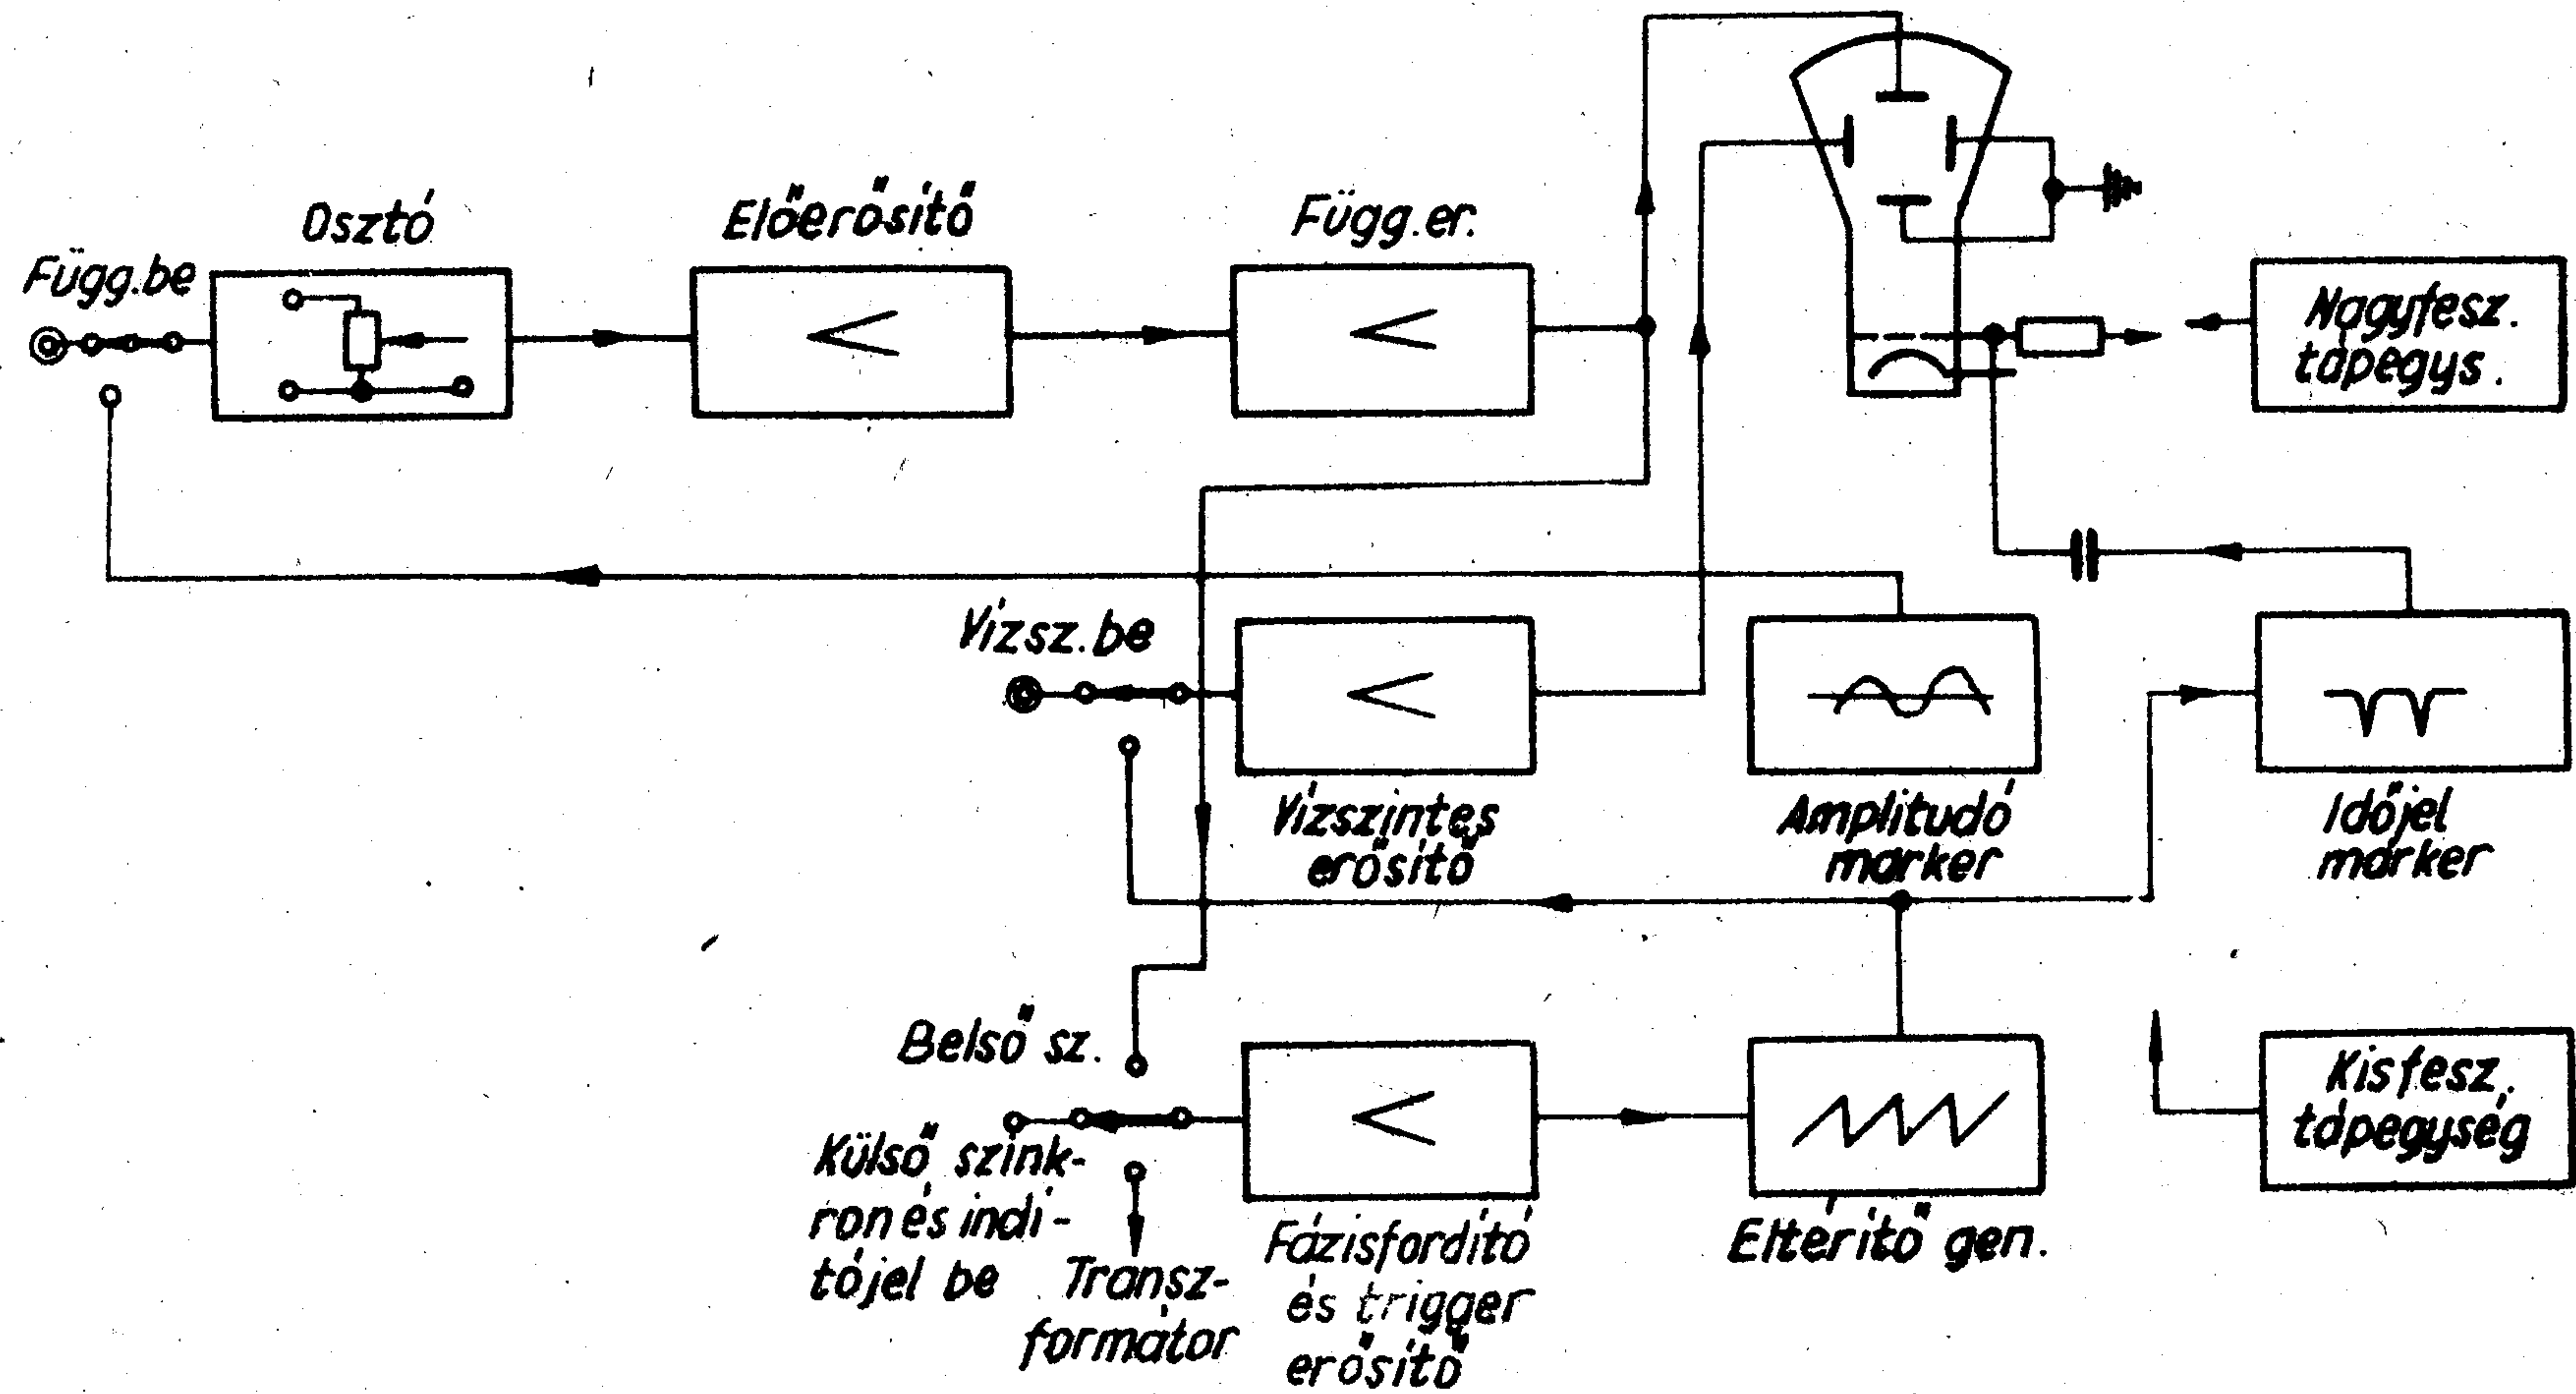 Függ.be
Osztó
Előerősítő
Függ.er.
Nagyfesz.
tápegys.
Vízsz.be
Vízszintes
erősítő
Amplitudó
marker
Időjel
márker
Belső sz.
Külső szink-
ron és indí-
tójel be
Transz-
formátor
Fázisfordító
és trigger
erősítő
Eltérítő gen.
Kisfesz.
tápegység